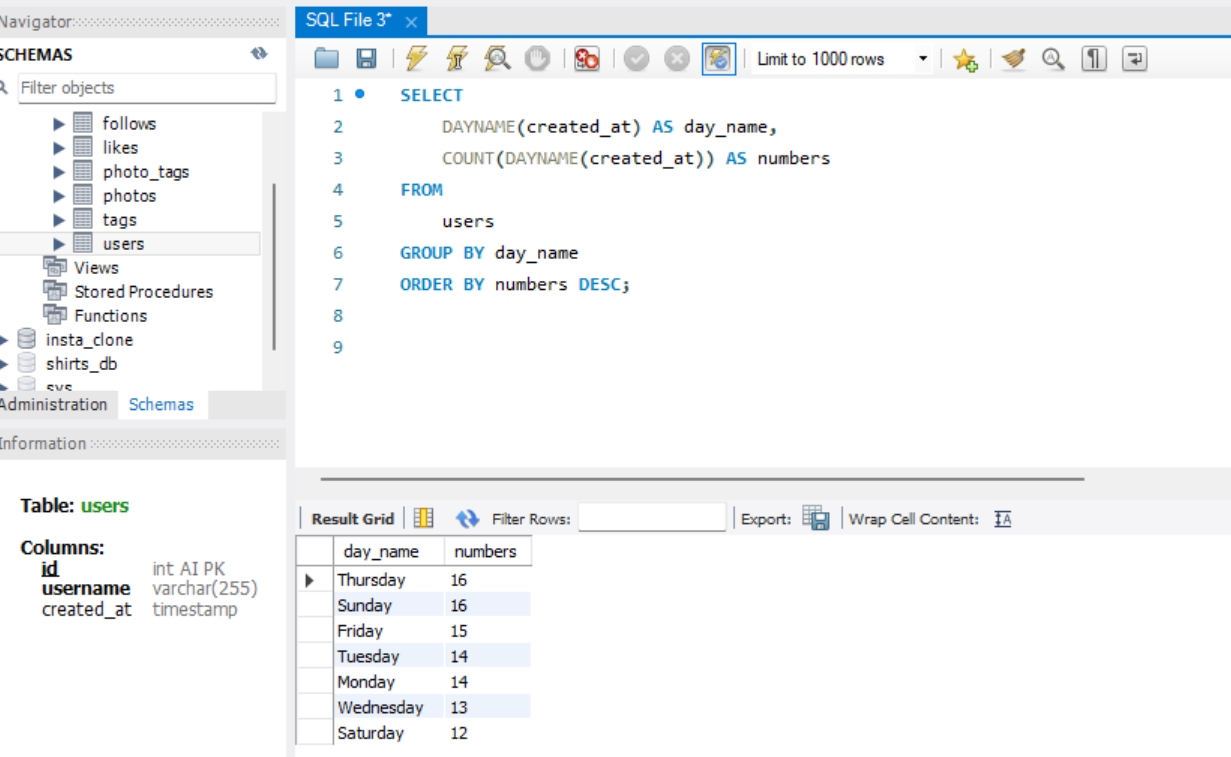 Navigator
SQL File 3*
SCHEMAS
Limit to 1000 rows
Filter objects
follows
likes
photo_tags
photos
tags
users
Views
Stored Procedures
Functions
insta_clone
shirts_db
sys
Administration Schemas
1 SELECT
2 DAYNAME(created_at) AS day_name,
3 COUNT(DAYNAME(created_at)) AS numbers
4 FROM
5 users
6 GROUP BY day_name
7 ORDER BY numbers DESC;
8
9
Information
Table: users
Columns:
id int AI PK
username varchar(255)
created_at timestamp
Result Grid Filter Rows: Export: Wrap Cell Content: IA
day_name numbers
Thursday 16
Sunday 16
Friday 15
Tuesday 14
Monday 14
Wednesday 13
Saturday 12